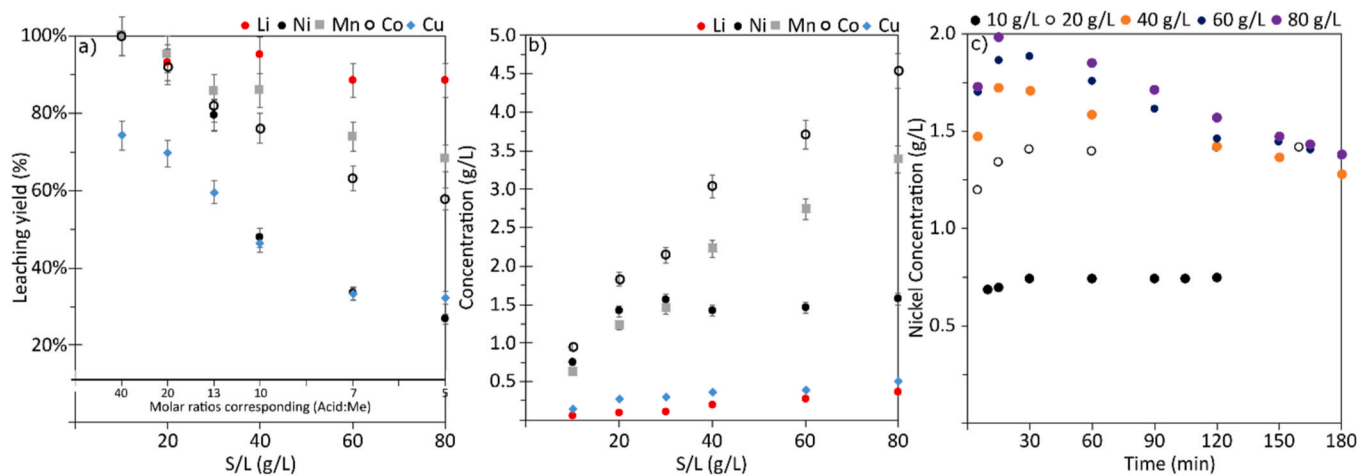 Li Ni Mn Co Cu
a)
100%
80%
60%
40%
20%
Leaching yield (%)
40 20 13 10 7 5
Molar ratios corresponding (Acid:Me)
20 40 60 80
S/L (g/L)
Li Ni Mn Co Cu
b)
5.0
4.5
4.0
3.5
3.0
2.5
2.0
1.5
1.0
0.5
Concentration (g/L)
10 20 30 40 60 80
S/L (g/L)
10 g/L 20 g/L 40 g/L 60 g/L 80 g/L
c)
2.0
1.5
1.0
0.5
Nickel Concentration (g/L)
30 60 90 120 150 180
Time (min)